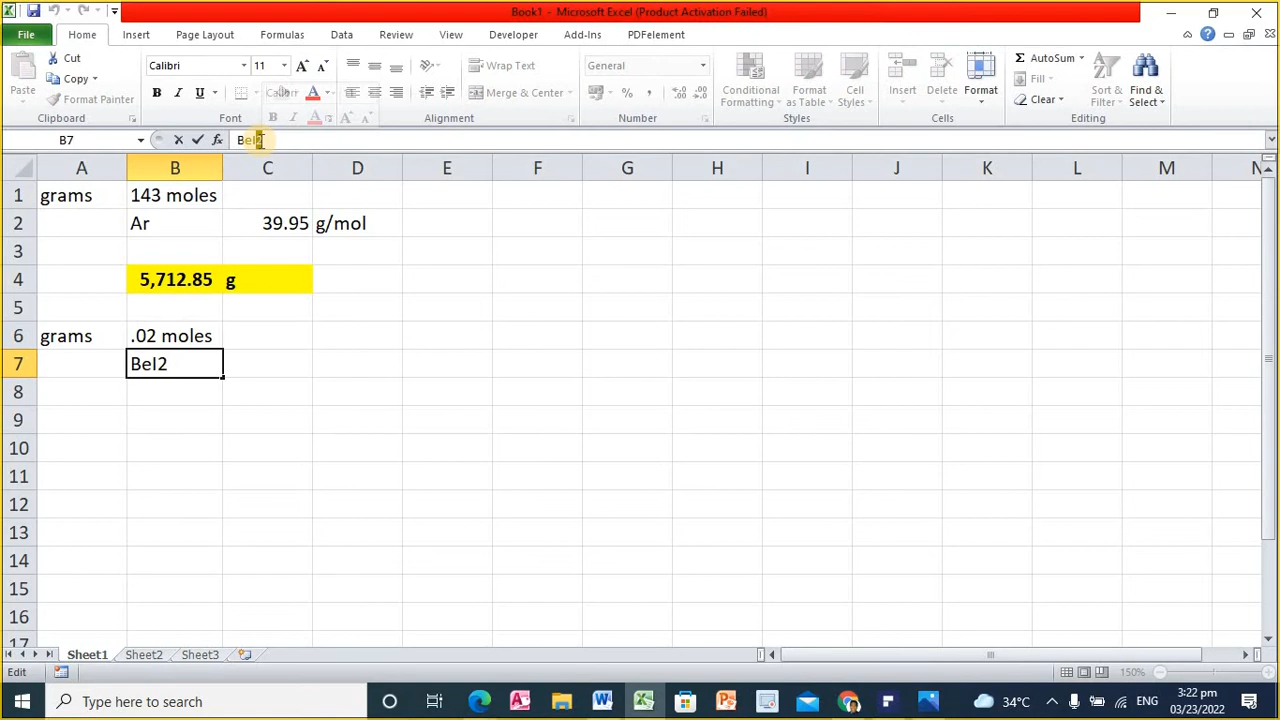 Book1 - Microsoft Excel (Product Activation Failed)
File Home Insert Page Layout Formulas Data Review View Developer Add-Ins PDFelement
Cut Calibri 11 A A Wrap Text General AutoSum
Paste Copy Conditional Formatting Format as Table Cell Styles Insert Delete Format Fill Sort & Filter Find & Select
Format Painter B I U A Merge & Center % , Clear
Clipboard Font Alignment Number Styles Cells Editing
B7 fx BeI2
A B C D E F G H I J K L M N
1 grams 143 moles
2 Ar 39.95 g/mol
3
4 5,712.85 g
5
6 grams .02 moles
7 BeI2
8
9
10
11
12
13
14
15
16
17
Sheet1 Sheet2 Sheet3
Edit 150%
Type here to search 34°C ENG 3:22 pm
03/23/2022